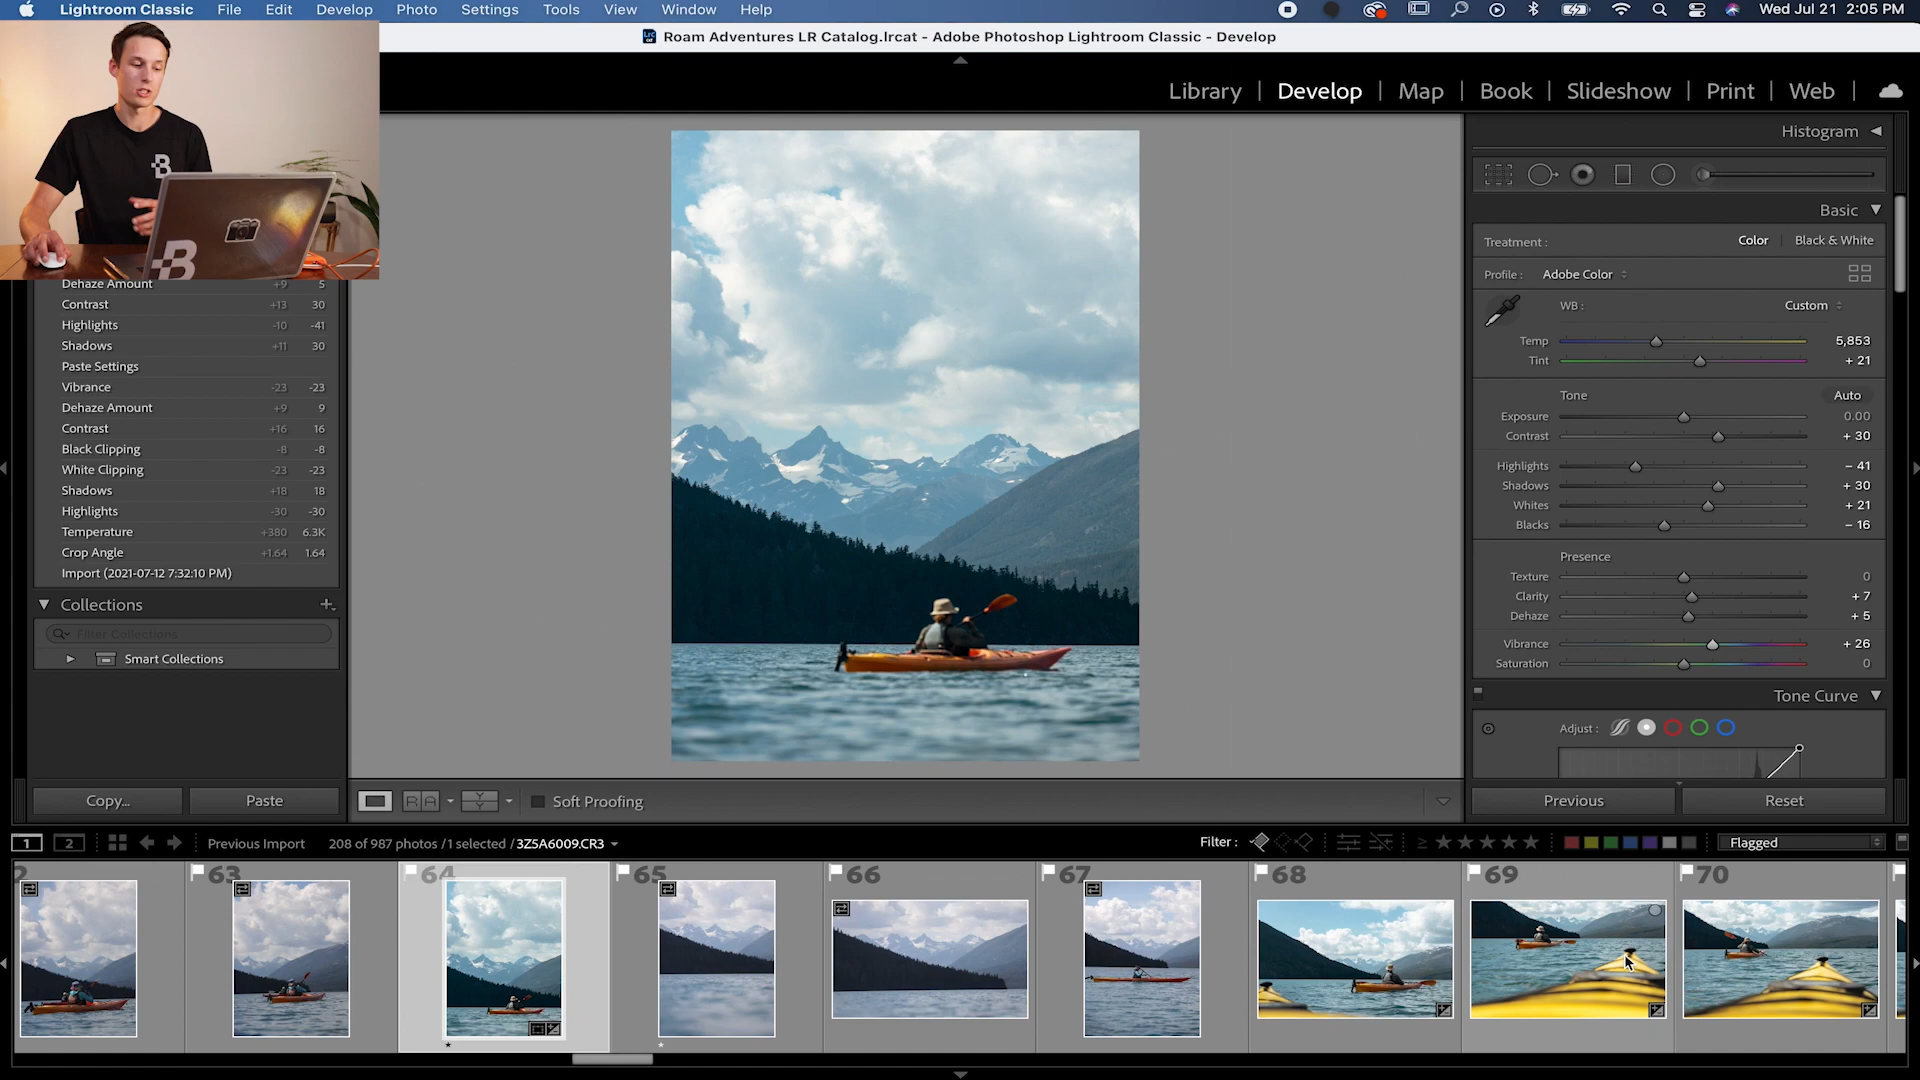 Lightroom Classic File Edit Develop Photo Settings Tools View Window Help Wed Jul 21 2:05 PM
Roam Adventures LR Catalog.lrcat - Adobe Photoshop Lightroom Classic - Develop
Library | Develop | Map | Book | Slideshow | Print | Web |
Histogram
Basic
Treatment : Color Black & White
Profile : Adobe Color
WB : Custom
Temp 5,853
Tint + 21
Tone Auto
Exposure 0.00
Contrast + 30
Highlights − 41
Shadows + 30
Whites + 21
Blacks − 16
Presence
Texture 0
Clarity + 7
Dehaze + 5
Vibrance + 26
Saturation 0
Tone Curve
Adjust :
Previous Reset
B
B
Dehaze Amount +9 5
Contrast +13 30
Highlights -10 -41
Shadows +11 30
Paste Settings
Vibrance -23 -23
Dehaze Amount +9 9
Contrast +16 16
Black Clipping -8 -8
White Clipping -23 -23
Shadows +18 18
Highlights -30 -30
Temperature +380 6.3K
Crop Angle +1.64 1.64
Import (2021-07-12 7:32:10 PM)
Collections
Filter Collections
Smart Collections
Copy... Paste
R A Y Y Soft Proofing
1 2 Previous Import 208 of 987 photos / 1 selected / 3Z5A6009.CR3 Filter : Flagged
2 63 64 65 66 67 68 69 70